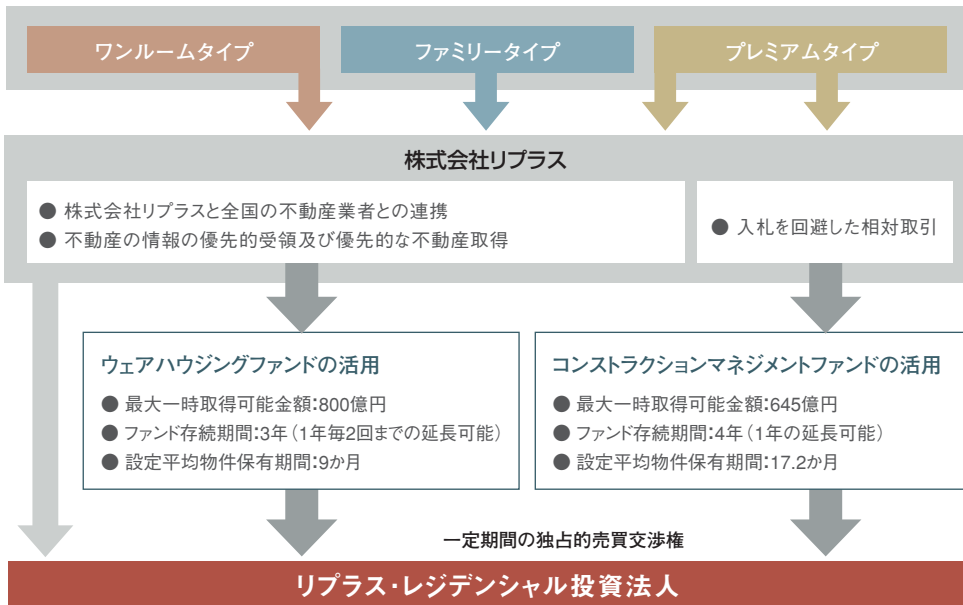 ワンルームタイプ
ファミリータイプ
プレミアムタイプ
株式会社リプラス
● 株式会社リプラスと全国の不動産業者との連携
● 不動産の情報の優先的受領及び優先的な不動産取得
● 入札を回避した相対取引
ウェアハウジングファンドの活用
● 最大一時取得可能金額：800億円
● ファンド存続期間：3年（1年毎2回までの延長可能）
● 設定平均物件保有期間：9か月
コンストラクションマネジメントファンドの活用
● 最大一時取得可能金額：645億円
● ファンド存続期間：4年（1年の延長可能）
● 設定平均物件保有期間：17.2か月
一定期間の独占的売買交渉権
リプラス・レジデンシャル投資法人